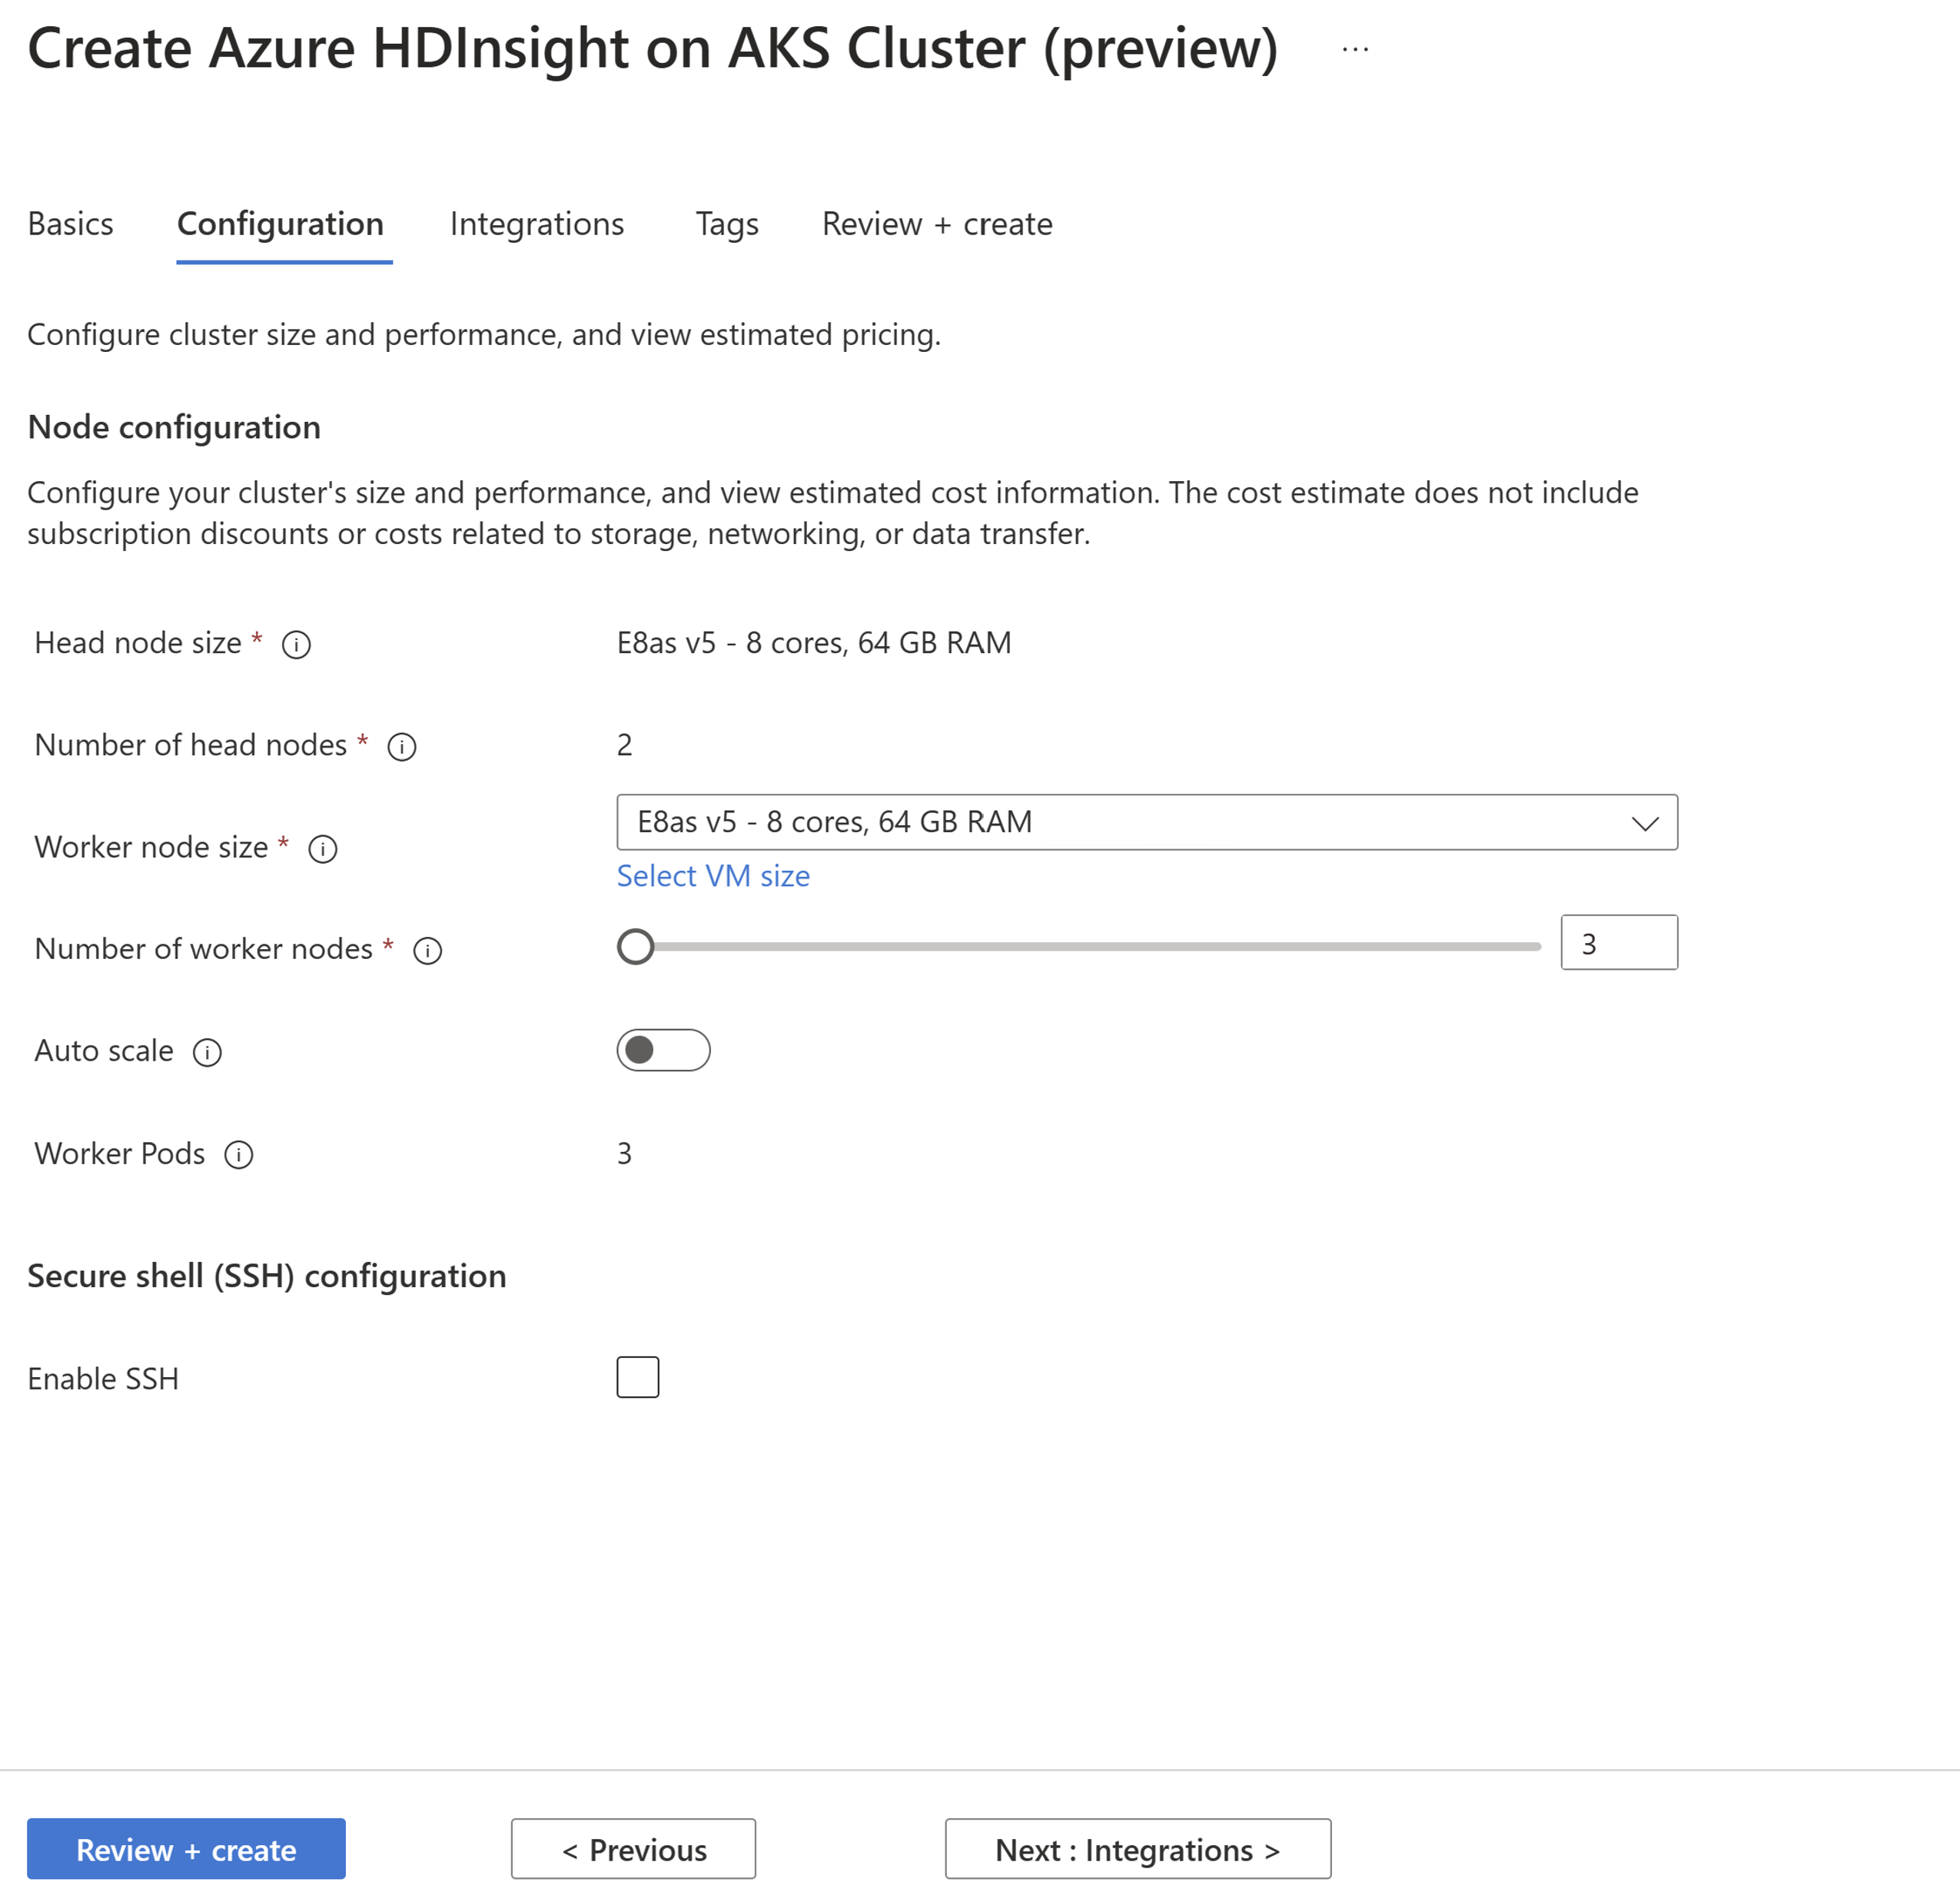 Create Azure HDInsight on AKS Cluster (preview) ...
Basics Configuration Integrations Tags Review + create
Configure cluster size and performance, and view estimated pricing.
Node configuration
Configure your cluster's size and performance, and view estimated cost information. The cost estimate does not include
subscription discounts or costs related to storage, networking, or data transfer.
Head node size * E8as v5 - 8 cores, 64 GB RAM
Number of head nodes * 2
Worker node size * E8as v5 - 8 cores, 64 GB RAM
Select VM size
Number of worker nodes * 3
Auto scale
Worker Pods 3
Secure shell (SSH) configuration
Enable SSH
Review + create < Previous Next : Integrations >